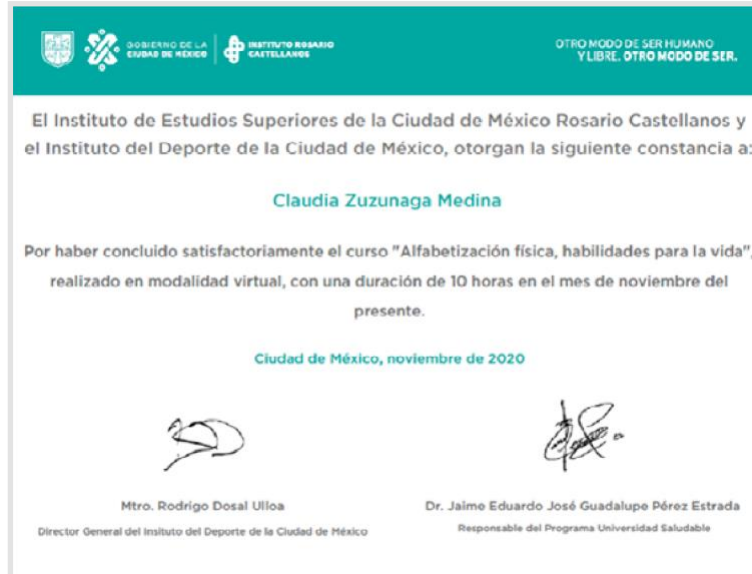 GOBIERNO DE LA
CIUDAD DE MÉXICO
INSTITUTO ROSARIO
CASTELLANOS
OTRO MODO DE SER HUMANO
Y LIBRE. OTRO MODO DE SER.
El Instituto de Estudios Superiores de la Ciudad de México Rosario Castellanos y
el Instituto del Deporte de la Ciudad de México, otorgan la siguiente constancia a:
Claudia Zuzunaga Medina
Por haber concluido satisfactoriamente el curso "Alfabetización física, habilidades para la vida",
realizado en modalidad virtual, con una duración de 10 horas en el mes de noviembre del
presente.
Ciudad de México, noviembre de 2020
Mtro. Rodrigo Dosal Ulloa
Director General del Insituto del Deporte de la Ciudad de México
Dr. Jaime Eduardo José Guadalupe Pérez Estrada
Responsable del Programa Universidad Saludable